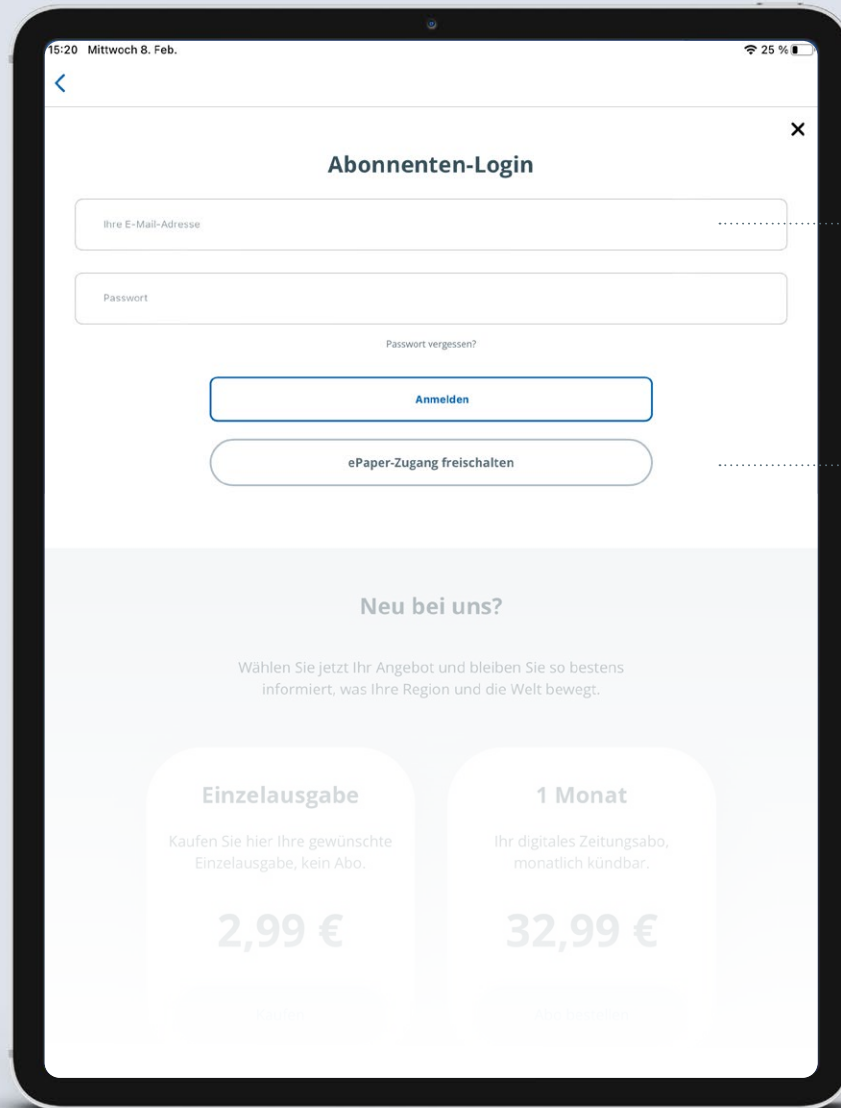 15:20 Mittwoch 8. Feb.
25 %
Abonnenten-Login
Ihre E-Mail-Adresse
Passwort
Passwort vergessen?
Anmelden
ePaper-Zugang freischalten
Neu bei uns?
Wählen Sie jetzt Ihr Angebot und bleiben Sie so bestens
informiert, was Ihre Region und die Welt bewegt.
Einzelausgabe
Kaufen Sie hier Ihre gewünschte
Einzelausgabe, kein Abo.
2,99 €
1 Monat
Ihr digitales Zeitungsabo,
monatlich kündbar.
32,99 €